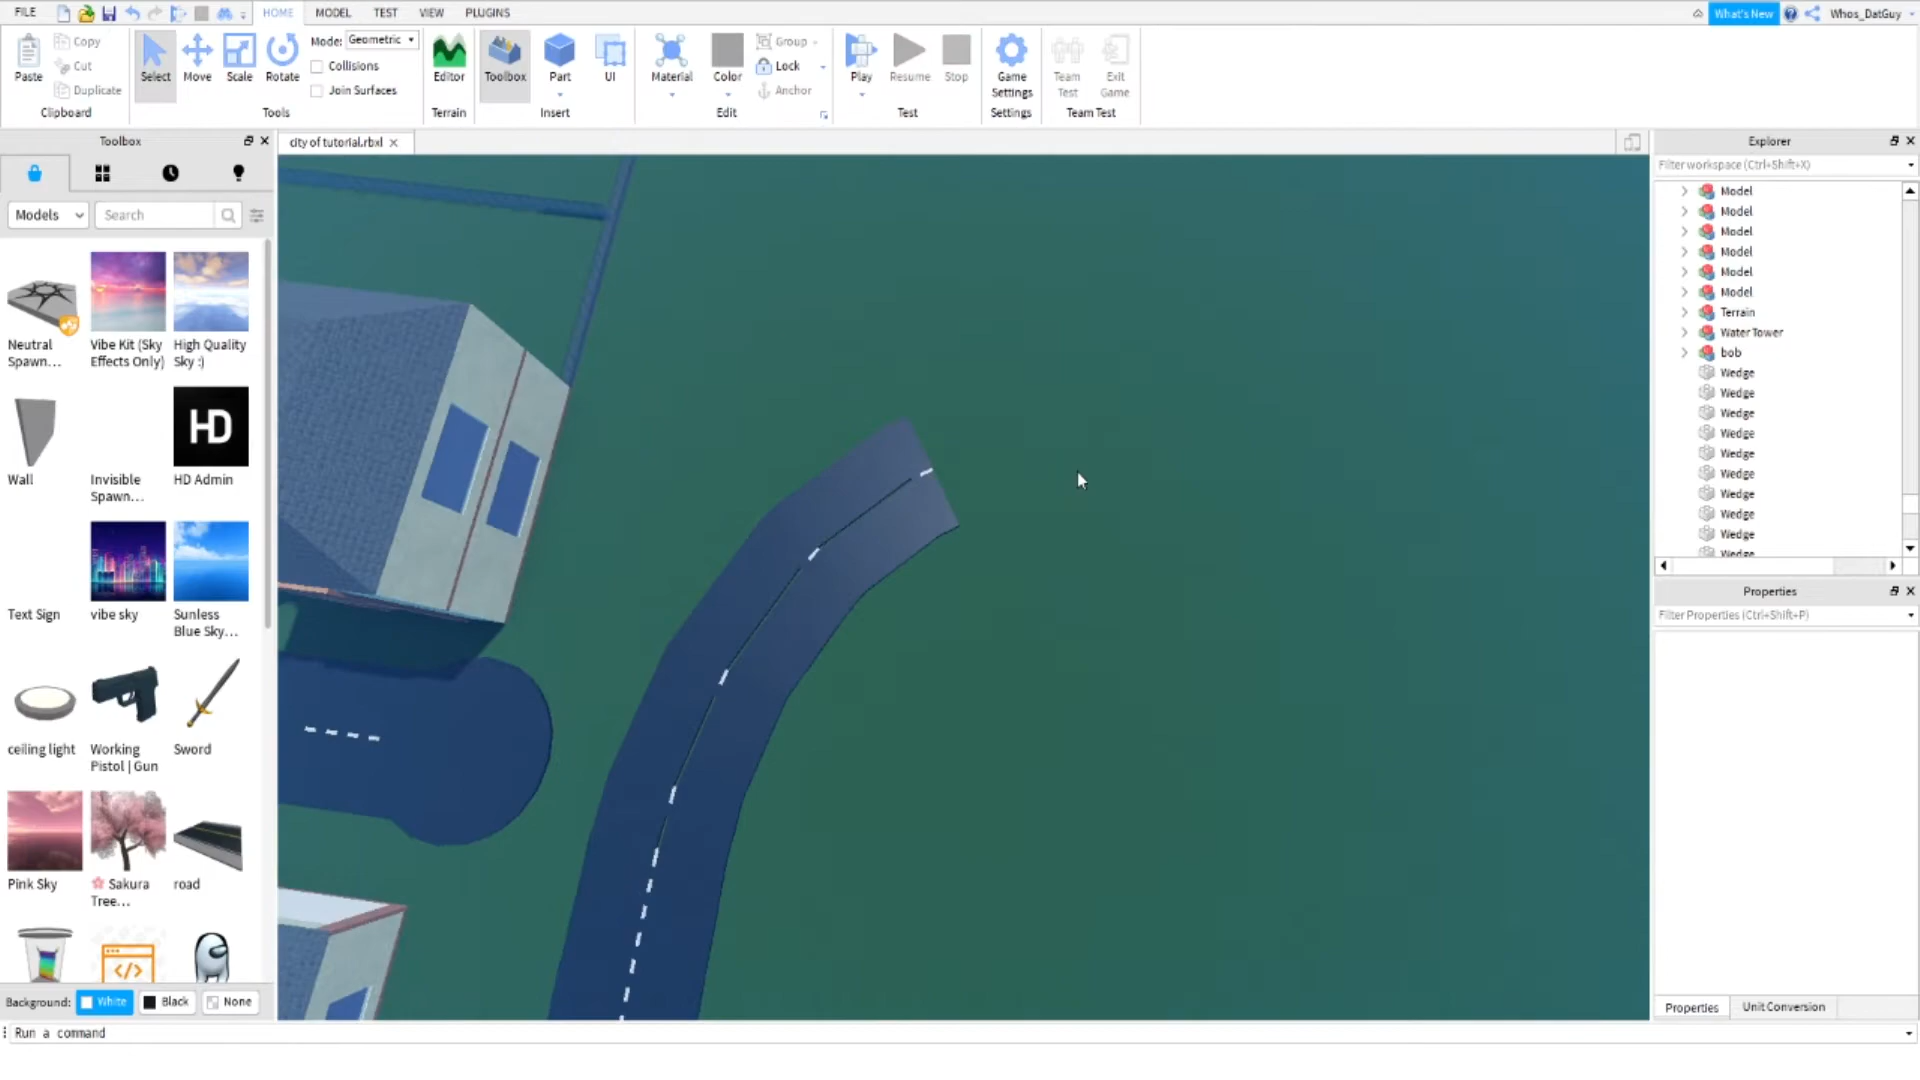 FILE HOME MODEL TEST VIEW PLUGINS What's New Whos_DatGuy
Paste Copy Cut Duplicate Clipboard
Select Move Scale Rotate Mode: Geometric Collisions Join Surfaces Tools
Editor Terrain
Toolbox Part UI Insert
Material Color Group Lock Anchor Edit
Play Resume Stop Test
Game Settings Settings
Team Test Exit Game Team Test
Toolbox
city of tutorial.rbxl
Models Search
Neutral Spawn...
Vibe Kit (Sky Effects Only)
High Quality Sky :)
HD
Wall
Invisible Spawn...
HD Admin
Text Sign
vibe sky
Sunless Blue Sky...
ceiling light
Working Pistol | Gun
Sword
Pink Sky
🌸 Sakura Tree...
road
</>
Background: White Black None
Run a command
Explorer
Filter workspace (Ctrl+Shift+X)
Model
Model
Model
Model
Model
Model
Terrain
Water Tower
bob
Wedge
Wedge
Wedge
Wedge
Wedge
Wedge
Wedge
Wedge
Wedge
Wedge
Properties
Filter Properties (Ctrl+Shift+P)
Properties Unit Conversion